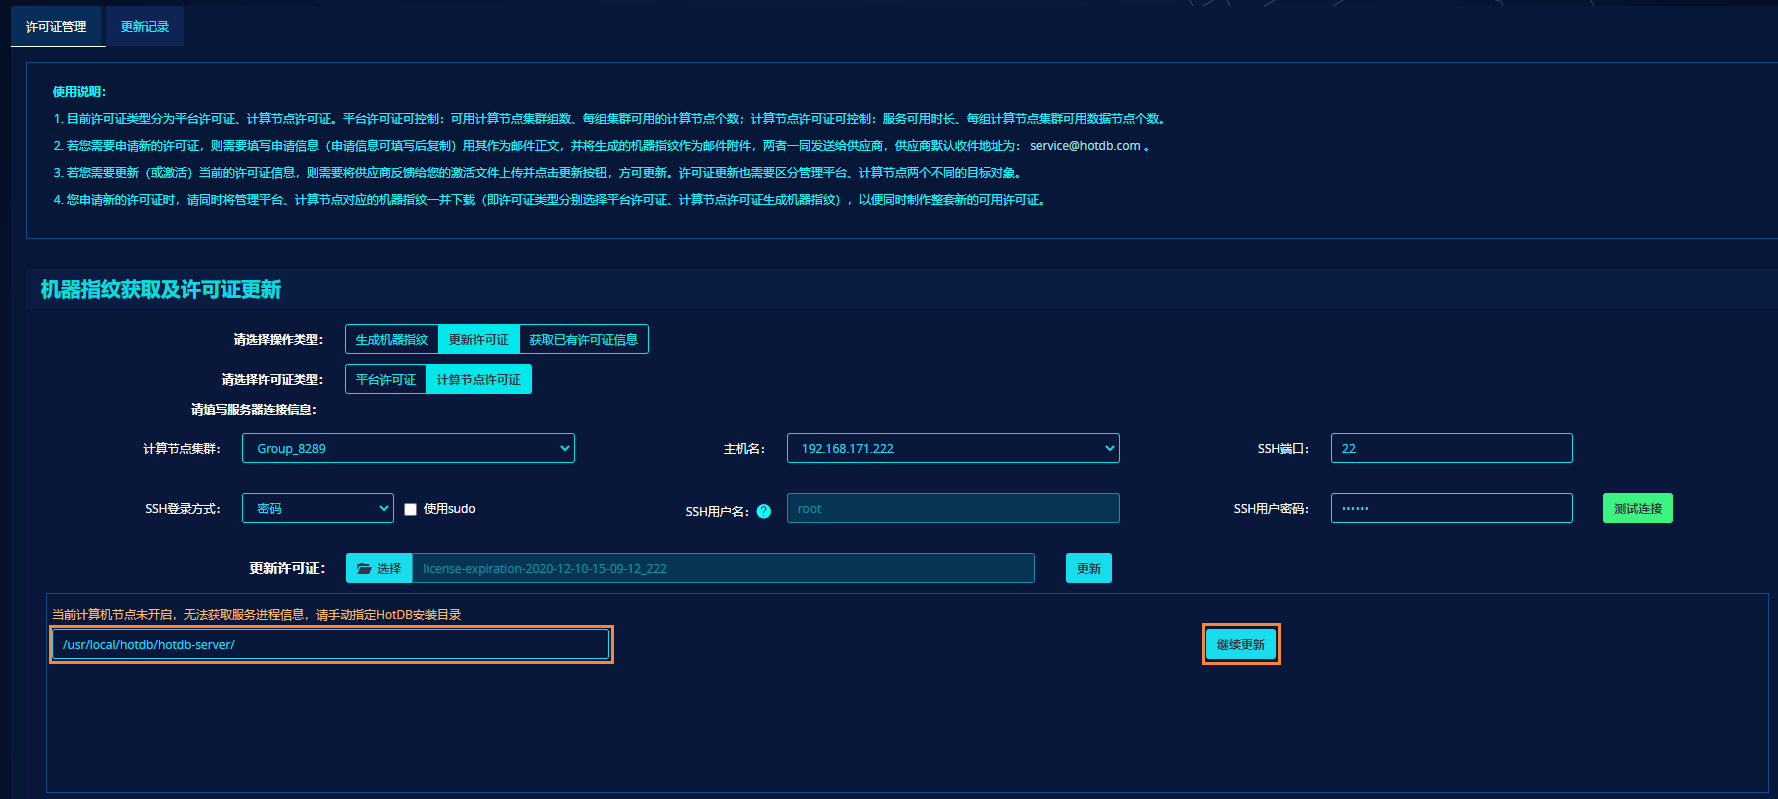 许可证管理 更新记录
使用说明：
1. 目前许可证类型分为平台许可证、计算节点许可证。平台许可证可控制：可用计算节点集群组数、每组集群可用的计算节点个数；计算节点许可证可控制：服务可用时长、每组计算节点集群可用数据节点个数。
2. 若您需要申请新的许可证，则需要填写申请信息（申请信息可填写后复制）用其作为邮件正文，并将生成的机器指纹作为邮件附件，两者一同发送给供应商，供应商默认收件地址为： service@hotdb.com 。
3. 若您需要更新（或激活）当前的许可证信息，则需要将供应商反馈给您的激活文件上传并点击更新按钮，方可更新。许可证更新也需要区分管理平台、计算节点两个不同的目标对象。
4. 您申请新的许可证时，请同时将管理平台、计算节点对应的机器指纹一并下载（即许可证类型分别选择平台许可证、计算节点许可证生成机器指纹），以便同时制作整套新的可用许可证。
机器指纹获取及许可证更新
请选择操作类型： 生成机器指纹 更新许可证 获取已有许可证信息
请选择许可证类型： 平台许可证 计算节点许可证
请填写服务器连接信息：
计算节点集群： Group_8289 主机名： 192.168.171.222 SSH端口： 22
SSH登录方式： 密码 使用sudo SSH用户名： ? root SSH用户密码： ...... 测试连接
更新许可证： 选择 license-expiration-2020-12-10-15-09-12_222 更新
当前计算机节点未开启，无法获取服务进程信息，请手动指定HotDB安装目录
/usr/local/hotdb/hotdb-server/ 继续更新